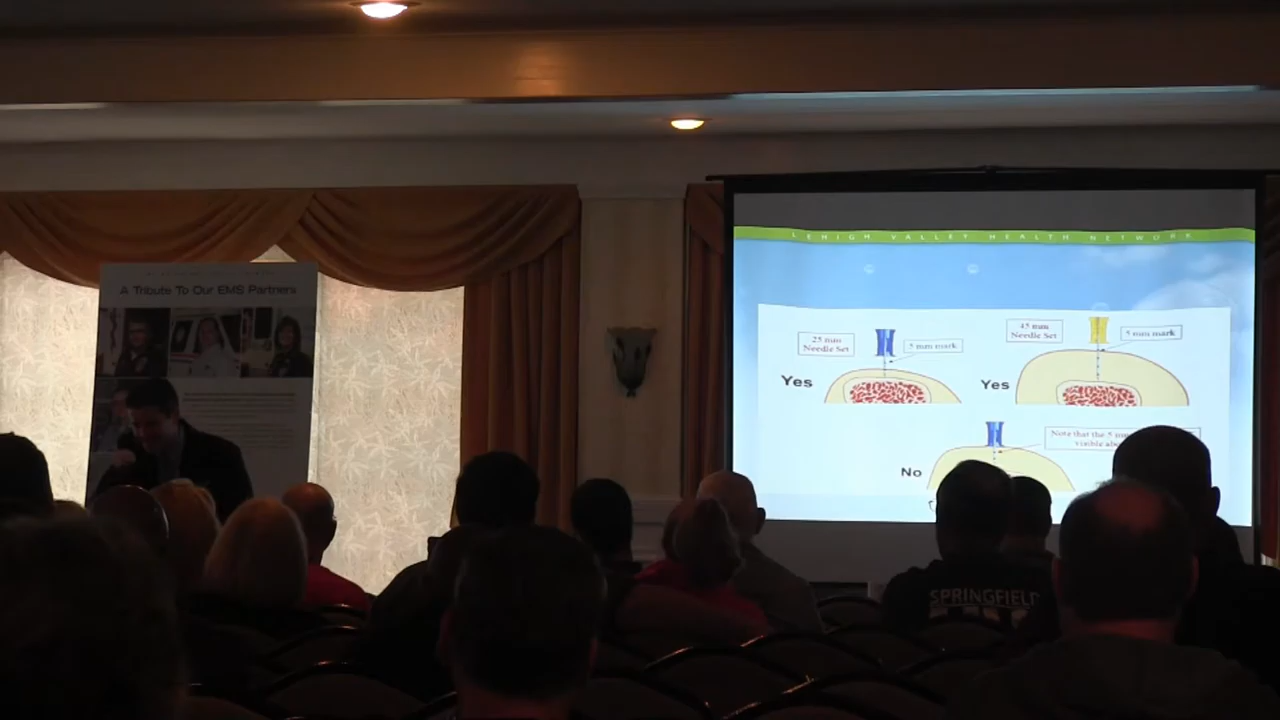 LEHIGH VALLEY HEALTH NETWORK
A Tribute To Our EMS Partners
25 mm
Needle Set
5 mm mark
Yes
45 mm
Needle Set
5 mm mark
Yes
Note that the 5 m
visible abo
No
SPRINGFIELD